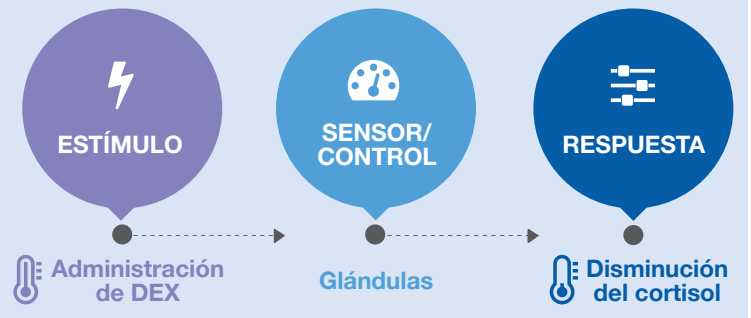 ESTÍMULO
SENSOR/
CONTROL
RESPUESTA
Administración
de DEX
Glándulas
Disminución
del cortisol